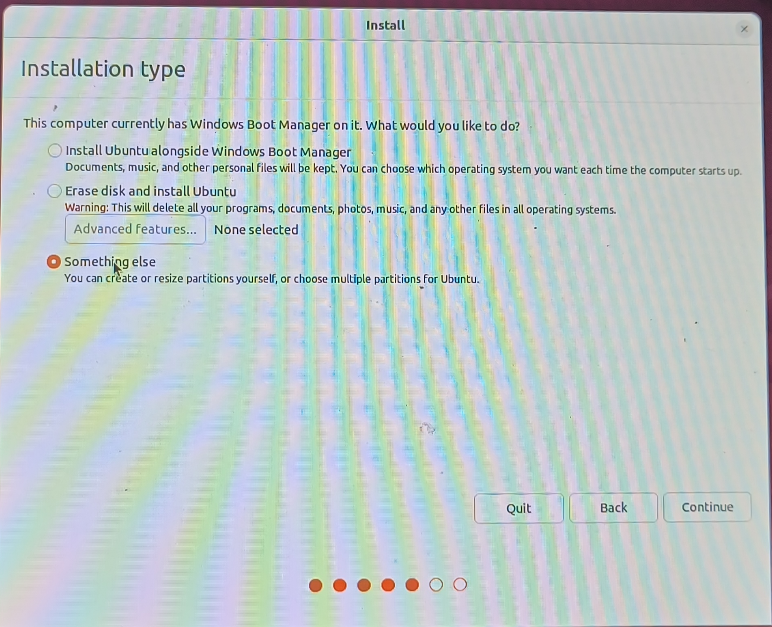 Install
Installation type
This computer currently has Windows Boot Manager on it. What would you like to do?
Install Ubuntu alongside Windows Boot Manager
Documents, music, and other personal files will be kept. You can choose which operating system you want each time the computer starts up.
Erase disk and install Ubuntu
Warning: This will delete all your programs, documents, photos, music, and any other files in all operating systems.
Advanced features... None selected
Something else
You can create or resize partitions yourself, or choose multiple partitions for Ubuntu.
Quit Back Continue